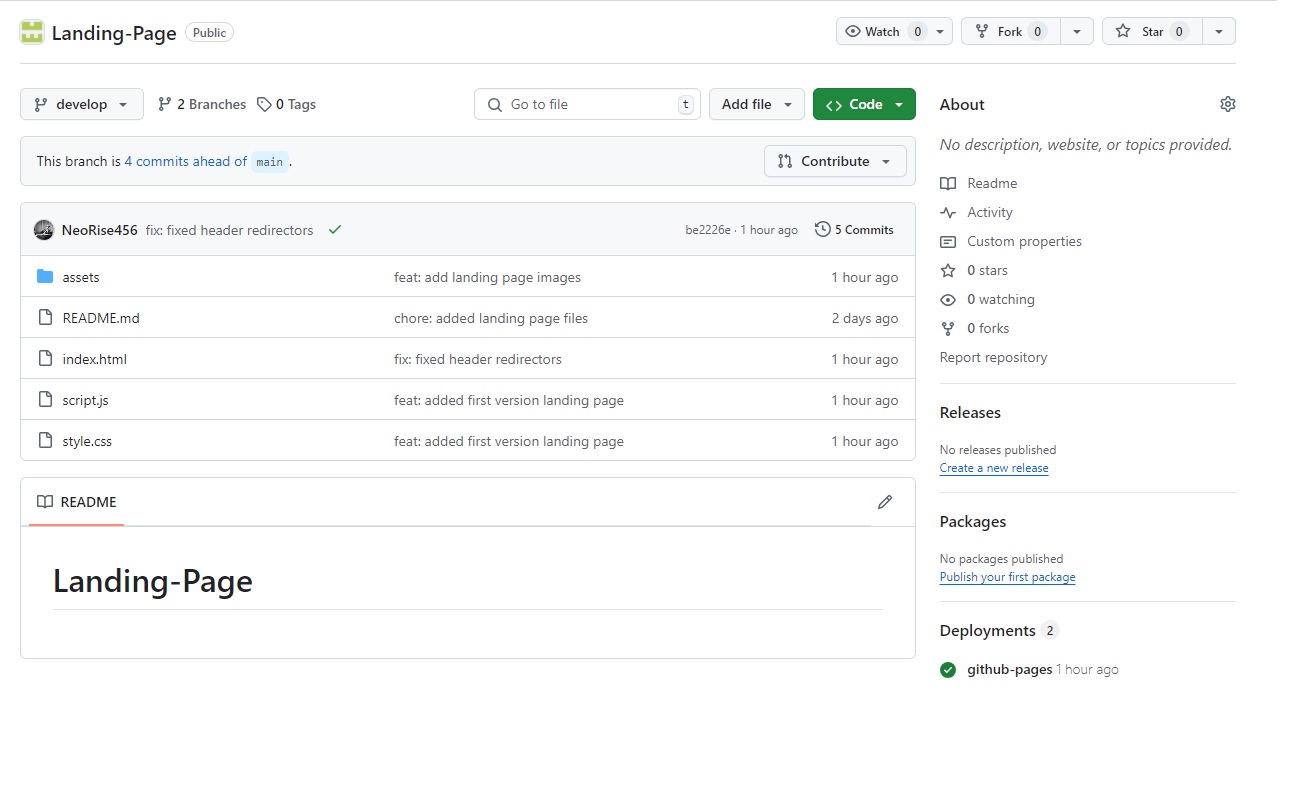 Landing-Page Public Watch 0 Fork 0 Star 0
develop 2 Branches 0 Tags Go to file t Add file Code
This branch is 4 commits ahead of main . Contribute
NeoRise456 fix: fixed header redirectors be2226e · 1 hour ago 5 Commits
assets feat: add landing page images 1 hour ago
README.md chore: added landing page files 2 days ago
index.html fix: fixed header redirectors 1 hour ago
script.js feat: added first version landing page 1 hour ago
style.css feat: added first version landing page 1 hour ago
README
Landing-Page
About
No description, website, or topics provided.
Readme
Activity
Custom properties
0 stars
0 watching
0 forks
Report repository
Releases
No releases published
Create a new release
Packages
No packages published
Publish your first package
Deployments 2
github-pages 1 hour ago